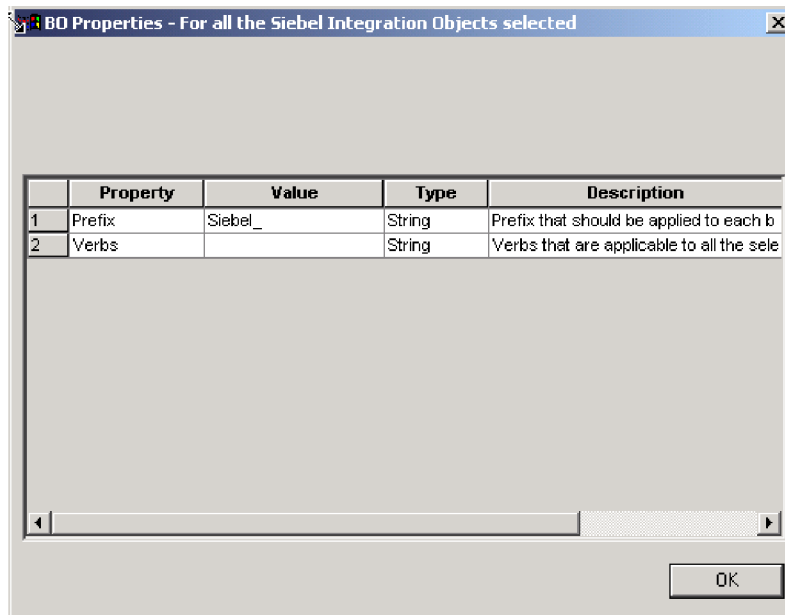 BO Properties - For all the Siebel Integration Objects selected
Property Value Type Description
1 Prefix Siebel_ String Prefix that should be applied to each b
2 Verbs String Verbs that are applicable to all the sele
OK